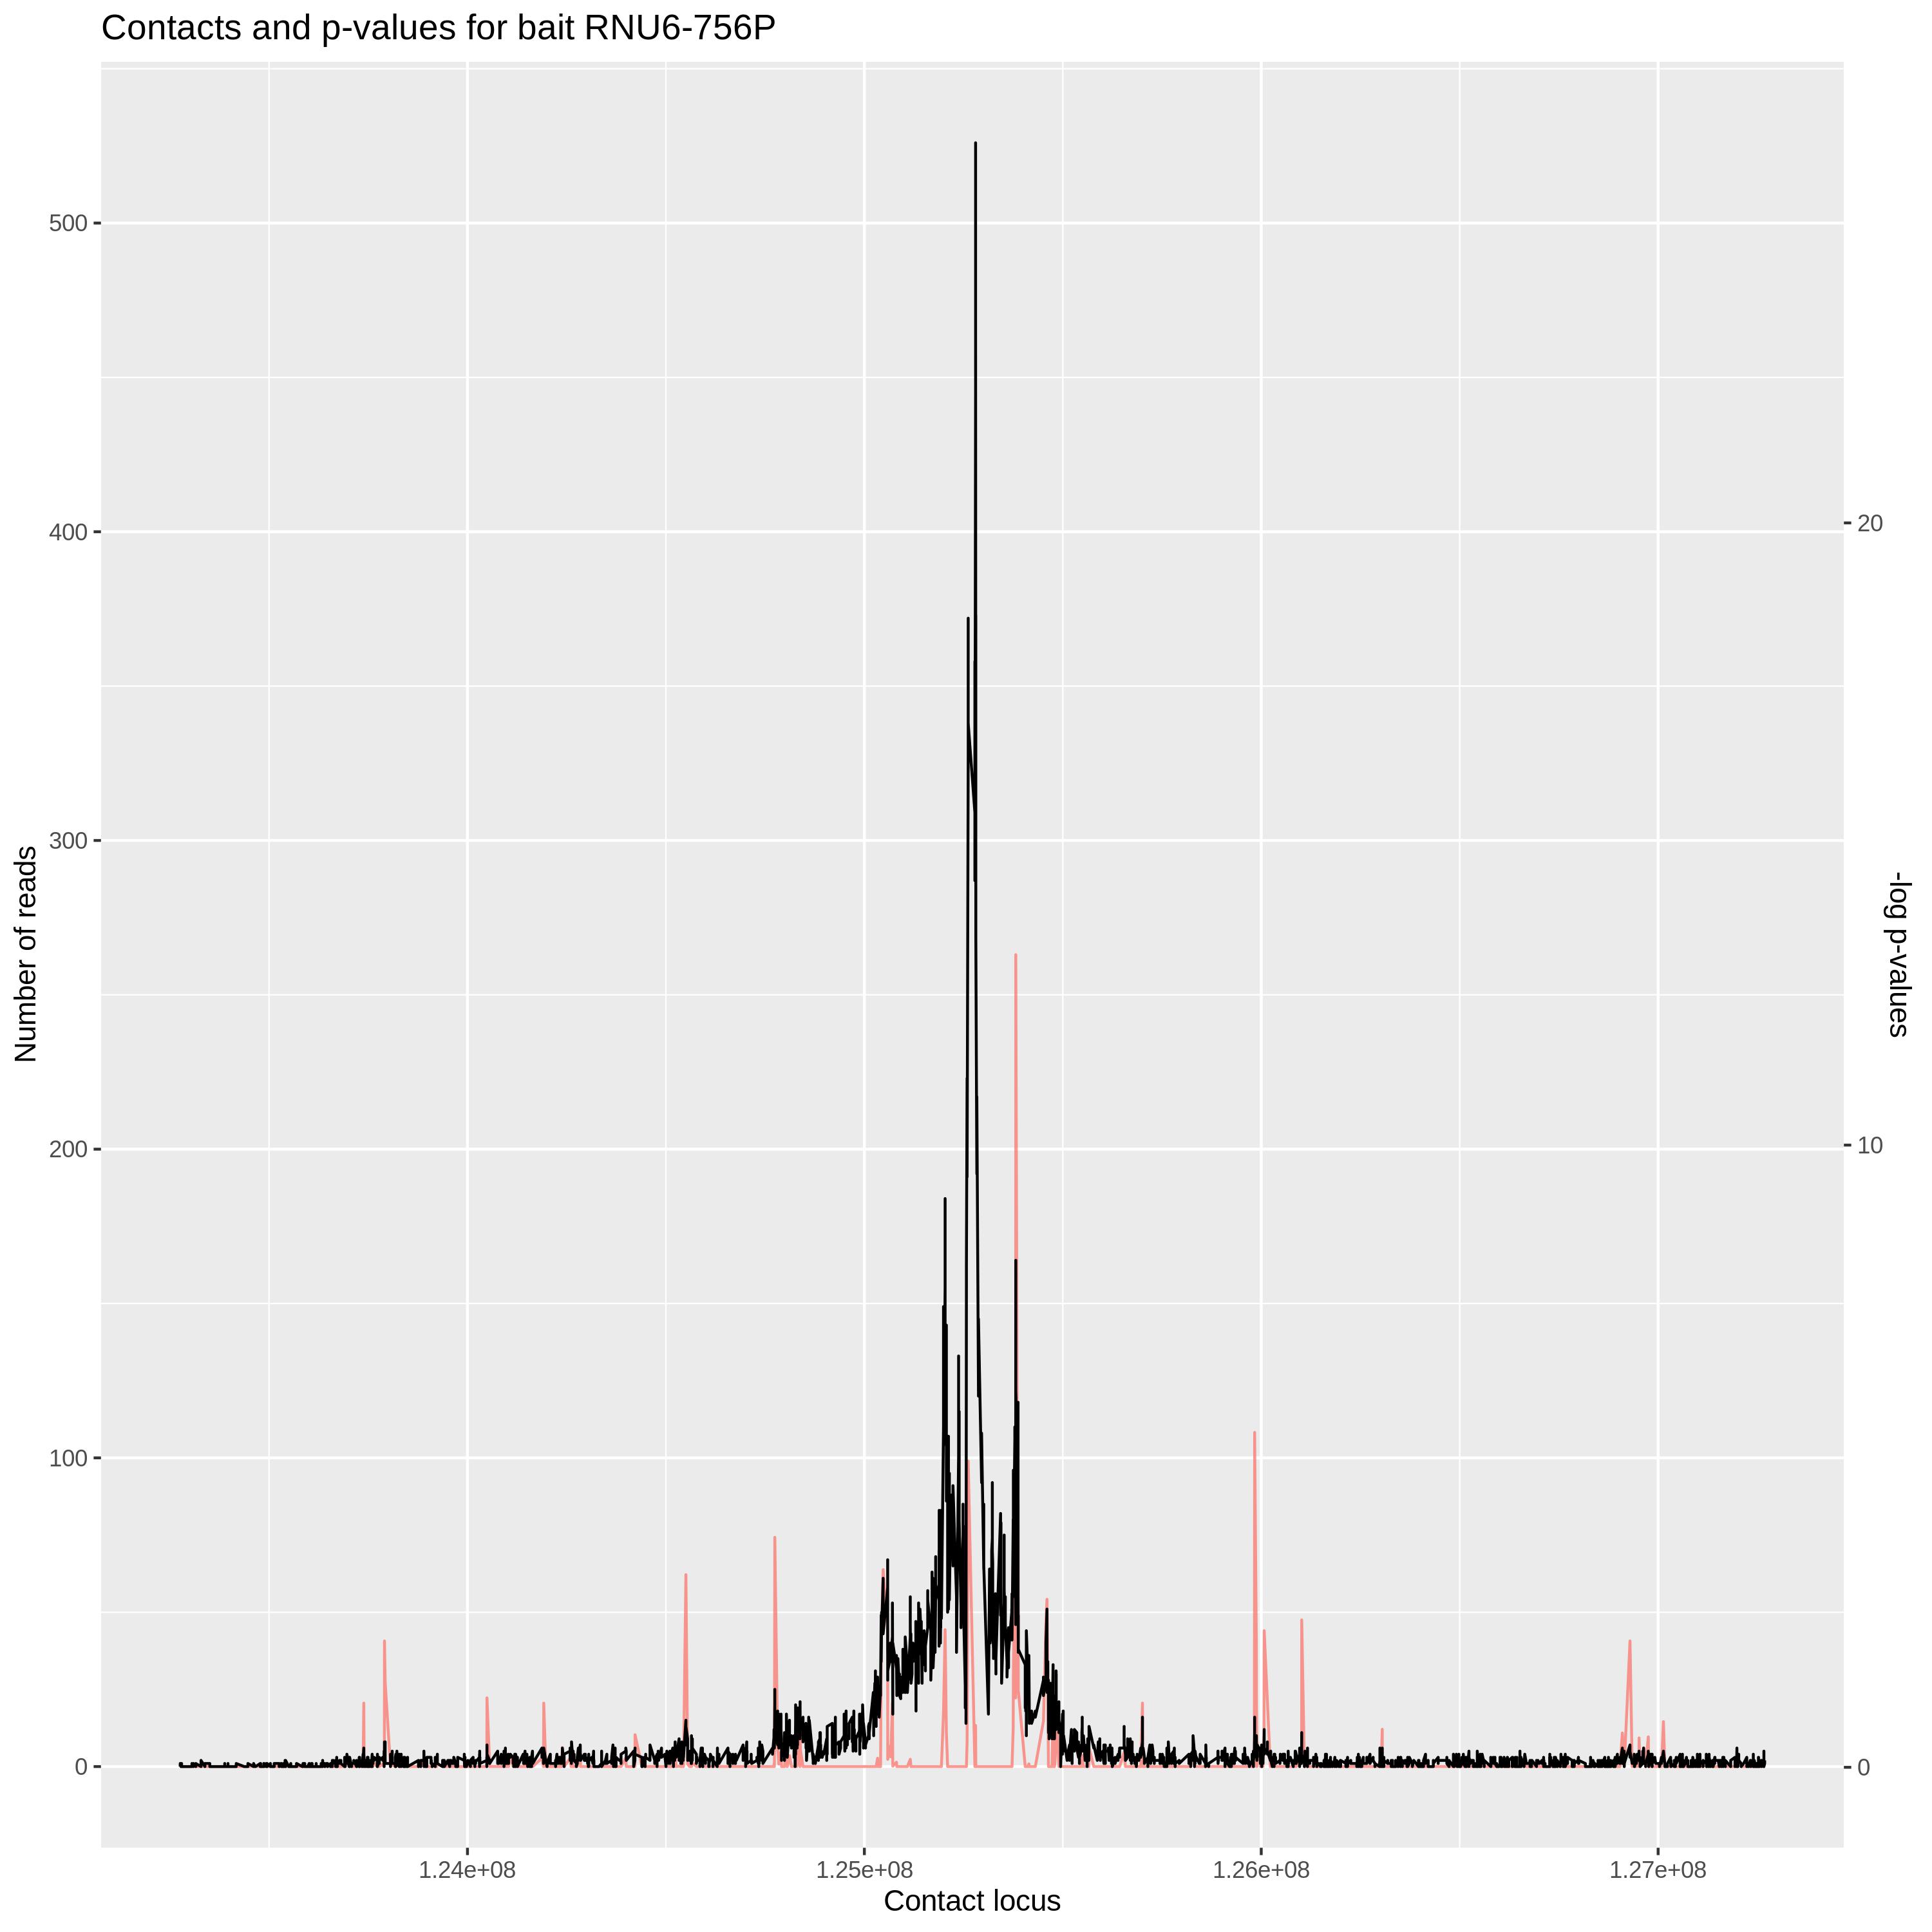 Contacts and p-values for bait RNU6-756P
500
400
300
200
100
0
Number of reads
20
10
0
-log p-values
1.24e+08
1.25e+08
1.26e+08
1.27e+08
Contact locus